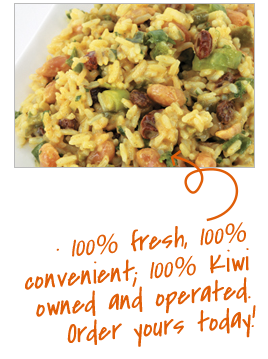 · 100% fresh, 100%
convenient; 100% Kiwi
owned and operated.
Order yours today!